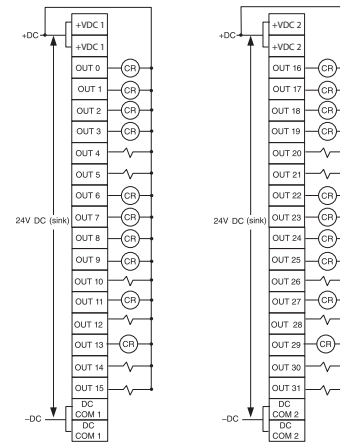 +VDC 1
+DC
+VDC 1
OUT 0 CR
OUT 1 CR
OUT 2 CR
OUT 3 CR
OUT 4
OUT 5
OUT 6 CR
24V DC (sink) OUT 7 CR
OUT 8 CR
OUT 9 CR
OUT 10
OUT 11 CR
OUT 12
OUT 13 CR
OUT 14
OUT 15
DC
COM 1
–DC
DC
COM 1
+VDC 2
+DC
+VDC 2
OUT 16 CR
OUT 17 CR
OUT 18 CR
OUT 19 CR
OUT 20
OUT 21
OUT 22 CR
24V DC (sink) OUT 23 CR
OUT 24 CR
OUT 25 CR
OUT 26
OUT 27 CR
OUT 28
OUT 29 CR
OUT 30
OUT 31
DC
COM 2
–DC
DC
COM 2